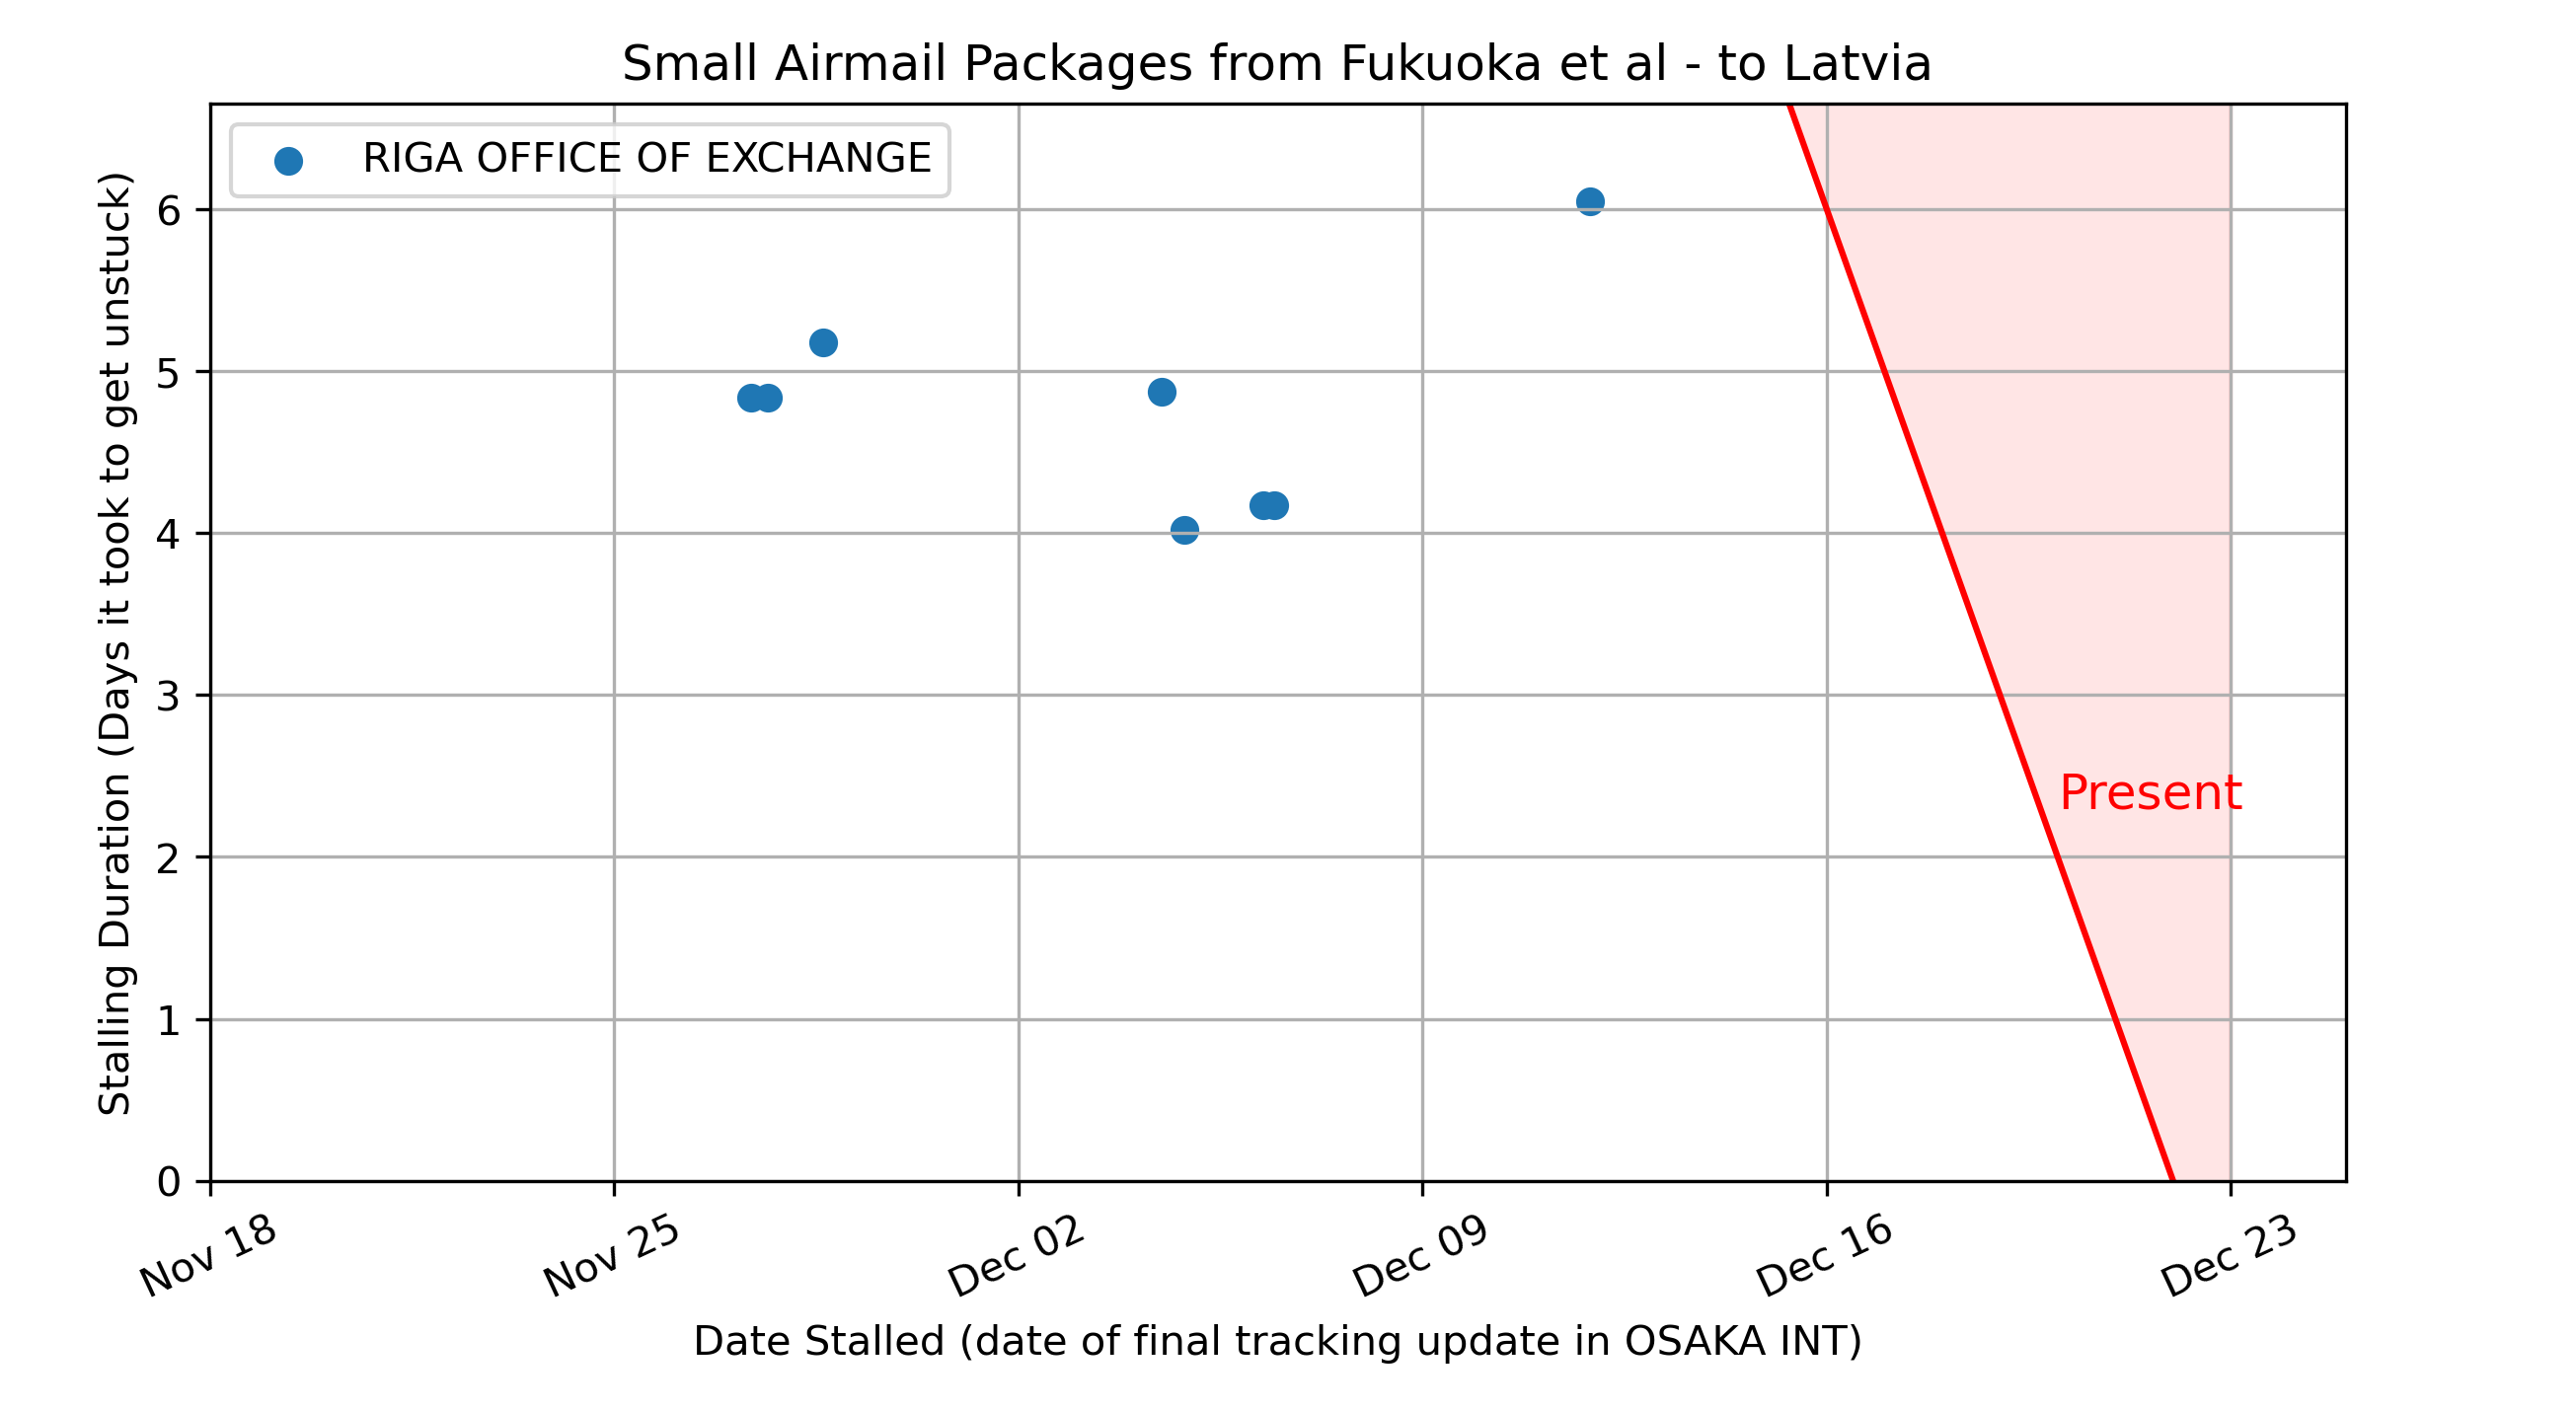 Small Airmail Packages from Fukuoka et al - to Latvia
RIGA OFFICE OF EXCHANGE
Stalling Duration (Days it took to get unstuck)
6
5
4
3
2
1
0
Present
Nov 18
Nov 25
Dec 02
Dec 09
Dec 16
Dec 23
Date Stalled (date of final tracking update in OSAKA INT)